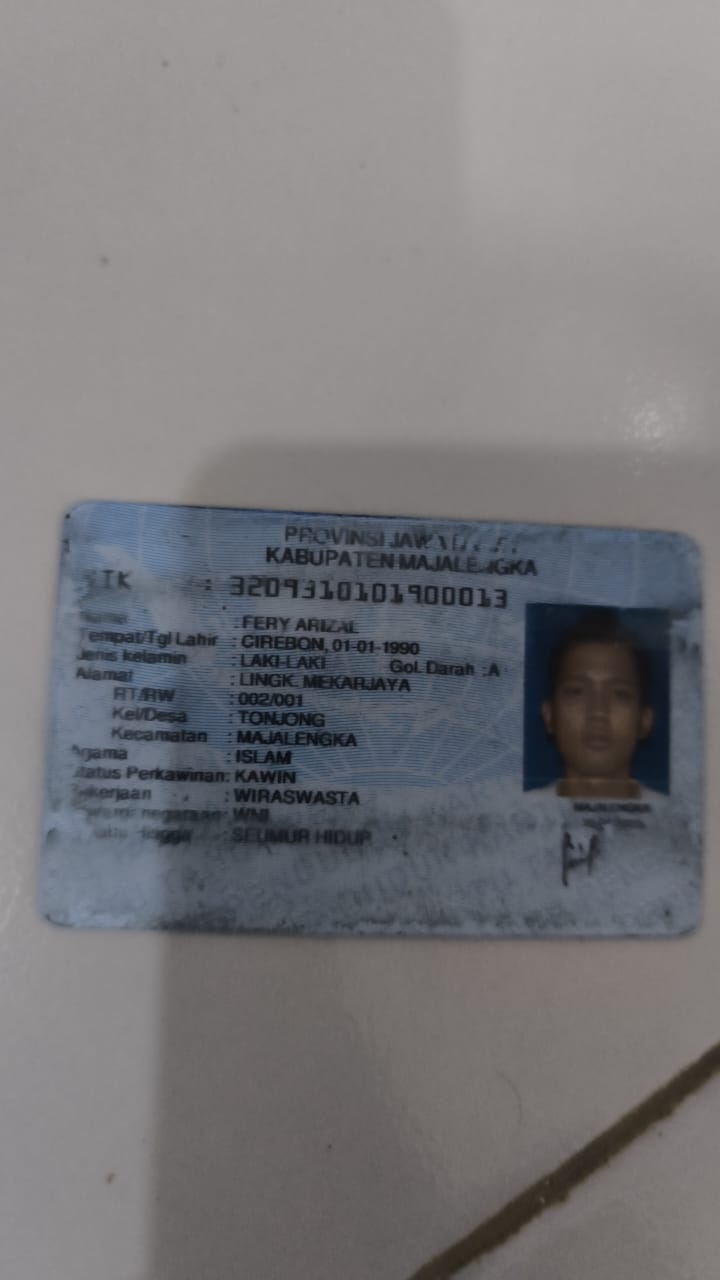 PROVINSI JAWA
KABUPATEN MAJALENGKA
NIK : 3209310101900013
Nama : FERY ARIZAL
Tempat/Tgl Lahir : CIREBON, 01-01-1990
Jenis kelamin : LAKI-LAKI Gol. Darah : A
Alamat : LINGK. MEKARJAYA
RT/RW : 002/001
Kel/Desa : TONJONG
Kecamatan : MAJALENGKA
Agama : ISLAM
Status Perkawinan: KAWIN
Pekerjaan : WIRASWASTA
Kewarganegaraan: WNI
Berlaku Hingga : SEUMUR HIDUP
MAJALENGKA